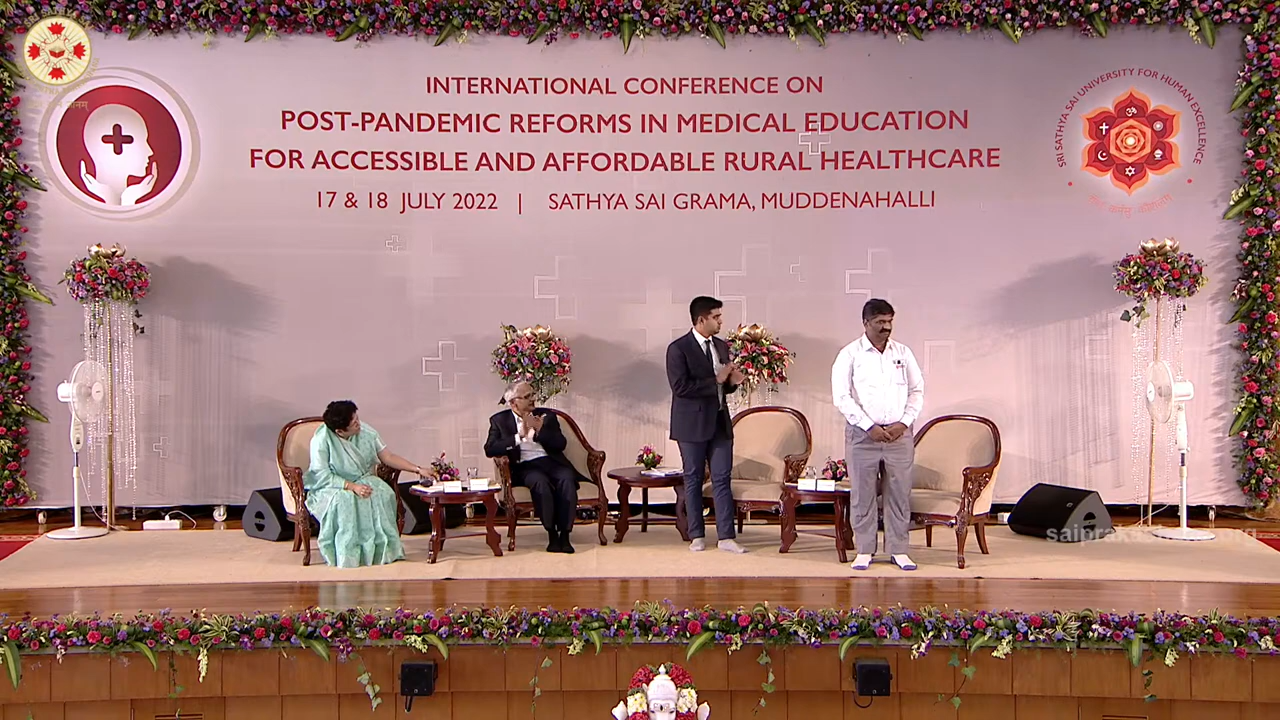 INTERNATIONAL CONFERENCE ON
POST-PANDEMIC REFORMS IN MEDICAL EDUCATION
FOR ACCESSIBLE AND AFFORDABLE RURAL HEALTHCARE
17 & 18 JULY 2022 | SATHYA SAI GRAMA, MUDDENAHALLI
SRI SATHYA SAI UNIVERSITY FOR HUMAN EXCELLENCE